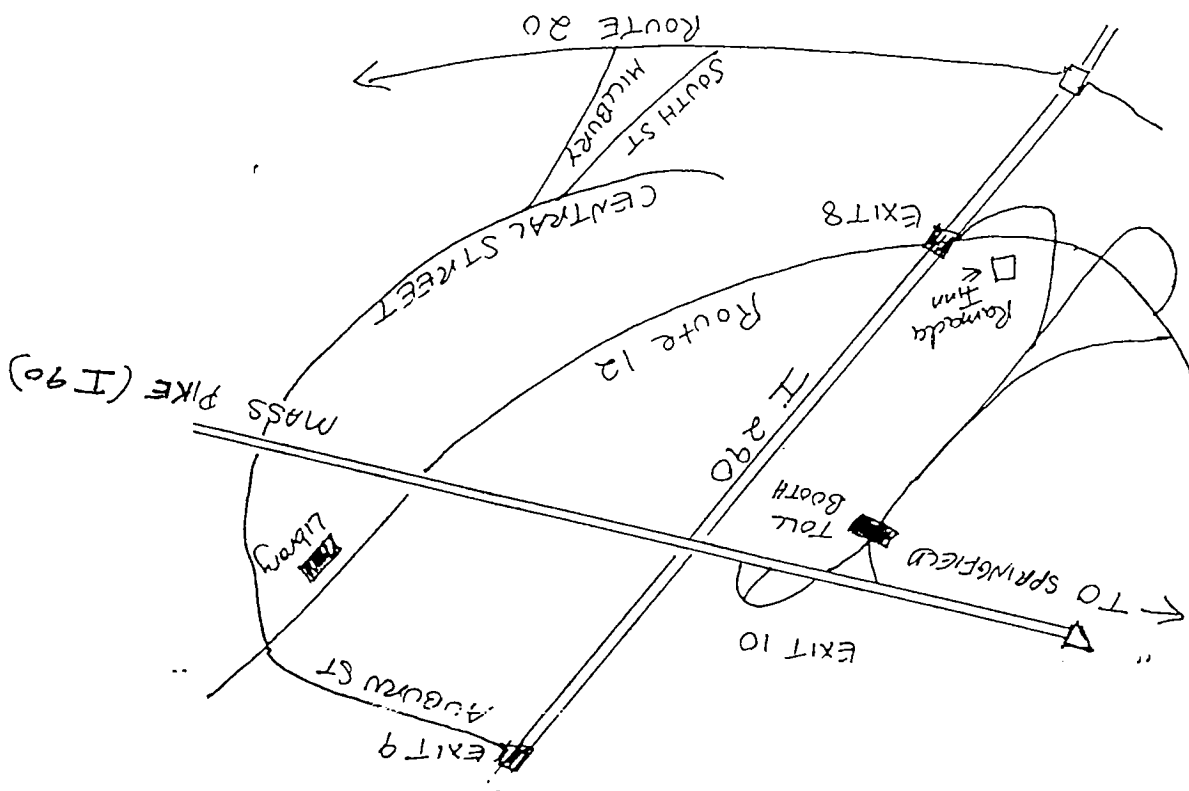 EXIT 9
AUBURN ST
EXIT 10
TO SPRINGFIELD
Library
TOLL
BOOTH
I 290
MASS PIKE (I 90)
Route 12
Ramada
Inn
CENTRAL STREET
EXIT 8
SOUTH ST
MILLBURY
ROUTE 20